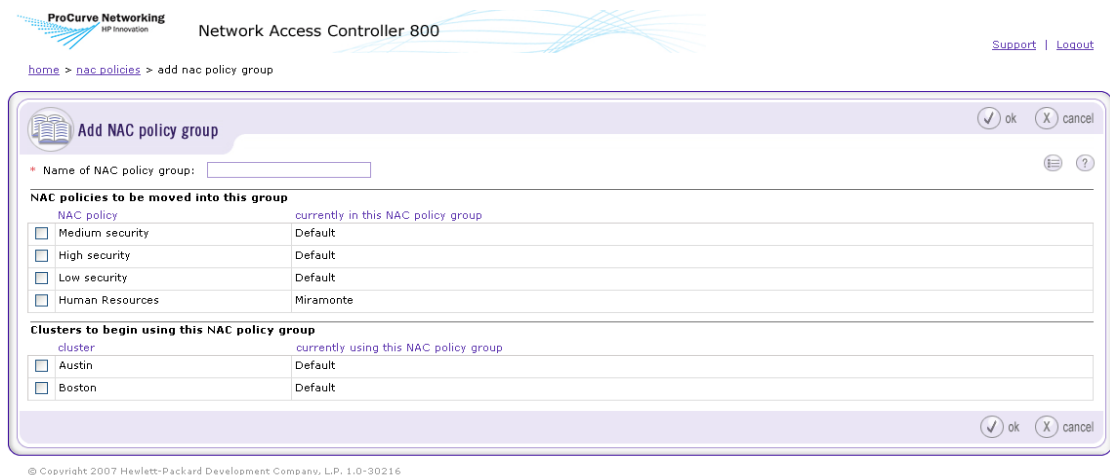 ProCurve Networking
HP Innovation
Network Access Controller 800
Support | Logout
home > nac policies > add nac policy group
Add NAC policy group
ok
X cancel
* Name of NAC policy group:
?
NAC policies to be moved into this group
NAC policy currently in this NAC policy group
Medium security Default
High security Default
Low security Default
Human Resources Miramonte
Clusters to begin using this NAC policy group
cluster currently using this NAC policy group
Austin Default
Boston Default
ok
X cancel
© Copyright 2007 Hewlett-Packard Development Company, L.P. 1.0-30216